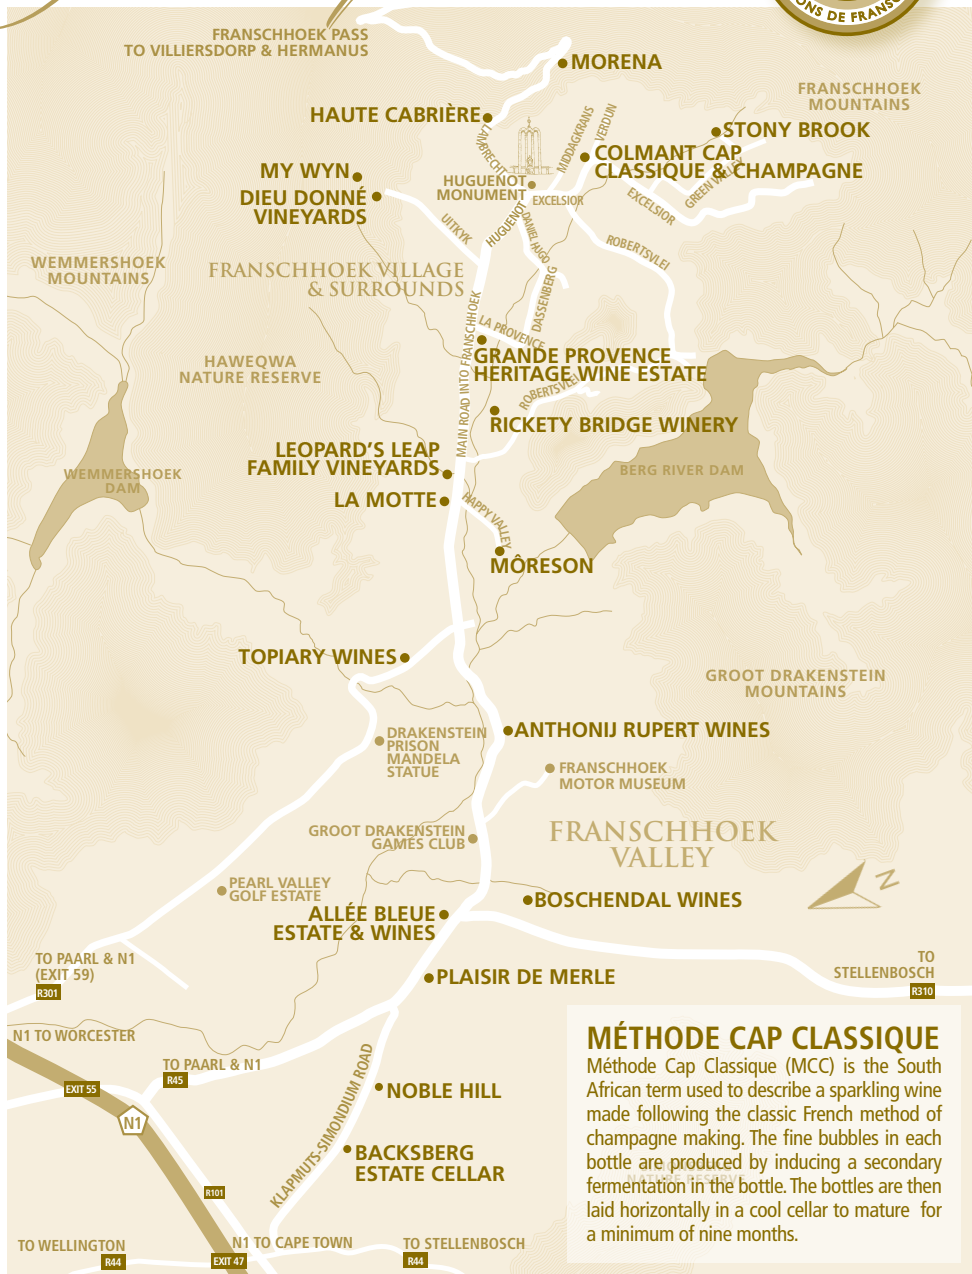 ONS DE FRANSC
FRANSCHHOEK PASS
TO VILLIERSDORP & HERMANUS
MORENA
FRANSCHHOEK
MOUNTAINS
HAUTE CABRIÈRE
LAMBRECHT
MIDDAGKRANS
VERDUN
STONY BROOK
COLMANT CAP
CLASSIQUE & CHAMPAGNE
MY WYN
DIEU DONNÉ
VINEYARDS
HUGUENOT
MONUMENT
EXCELSIOR
EXCELSIOR
GREEN VALLEY
UITKYK
HUGUENOT
DANIEL HUGO
ROBERTSVLEI
WEMMERSHOEK
MOUNTAINS
FRANSCHHOEK VILLAGE
& SURROUNDS
DASSENBERG
LA PROVENCE
MAIN ROAD INTO FRANSCHHOEK
GRANDE PROVENCE
HERITAGE WINE ESTATE
HAWEQWA
NATURE RESERVE
ROBERTSVLEI
RICKETY BRIDGE WINERY
LEOPARD'S LEAP
FAMILY VINEYARDS
WEMMERSHOEK
DAM
BERG RIVER DAM
LA MOTTE
HAPPY VALLEY
MÔRESON
TOPIARY WINES
GROOT DRAKENSTEIN
MOUNTAINS
ANTHONIJ RUPERT WINES
DRAKENSTEIN
PRISON
MANDELA
STATUE
FRANSCHHOEK
MOTOR MUSEUM
GROOT DRAKENSTEIN
GAMES CLUB
FRANSCHHOEK
VALLEY
N
PEARL VALLEY
GOLF ESTATE
BOSCHENDAL WINES
ALLÉE BLEUE
ESTATE & WINES
TO PAARL & N1
(EXIT 59)
R301
PLAISIR DE MERLE
TO
STELLENBOSCH
R310
N1 TO WORCESTER
TO PAARL & N1
R45
EXIT 55
N1
NOBLE HILL
KLAPMUTS-SIMONDIUM ROAD
BACKSBERG
ESTATE CELLAR
R101
TO WELLINGTON
R44
N1 TO CAPE TOWN
EXIT 47
TO STELLENBOSCH
R44
MÉTHODE CAP CLASSIQUE
Méthode Cap Classique (MCC) is the South
African term used to describe a sparkling wine
made following the classic French method of
champagne making. The fine bubbles in each
bottle are produced by inducing a secondary
fermentation in the bottle. The bottles are then
laid horizontally in a cool cellar to mature for
a minimum of nine months.
NATURE RESERVE